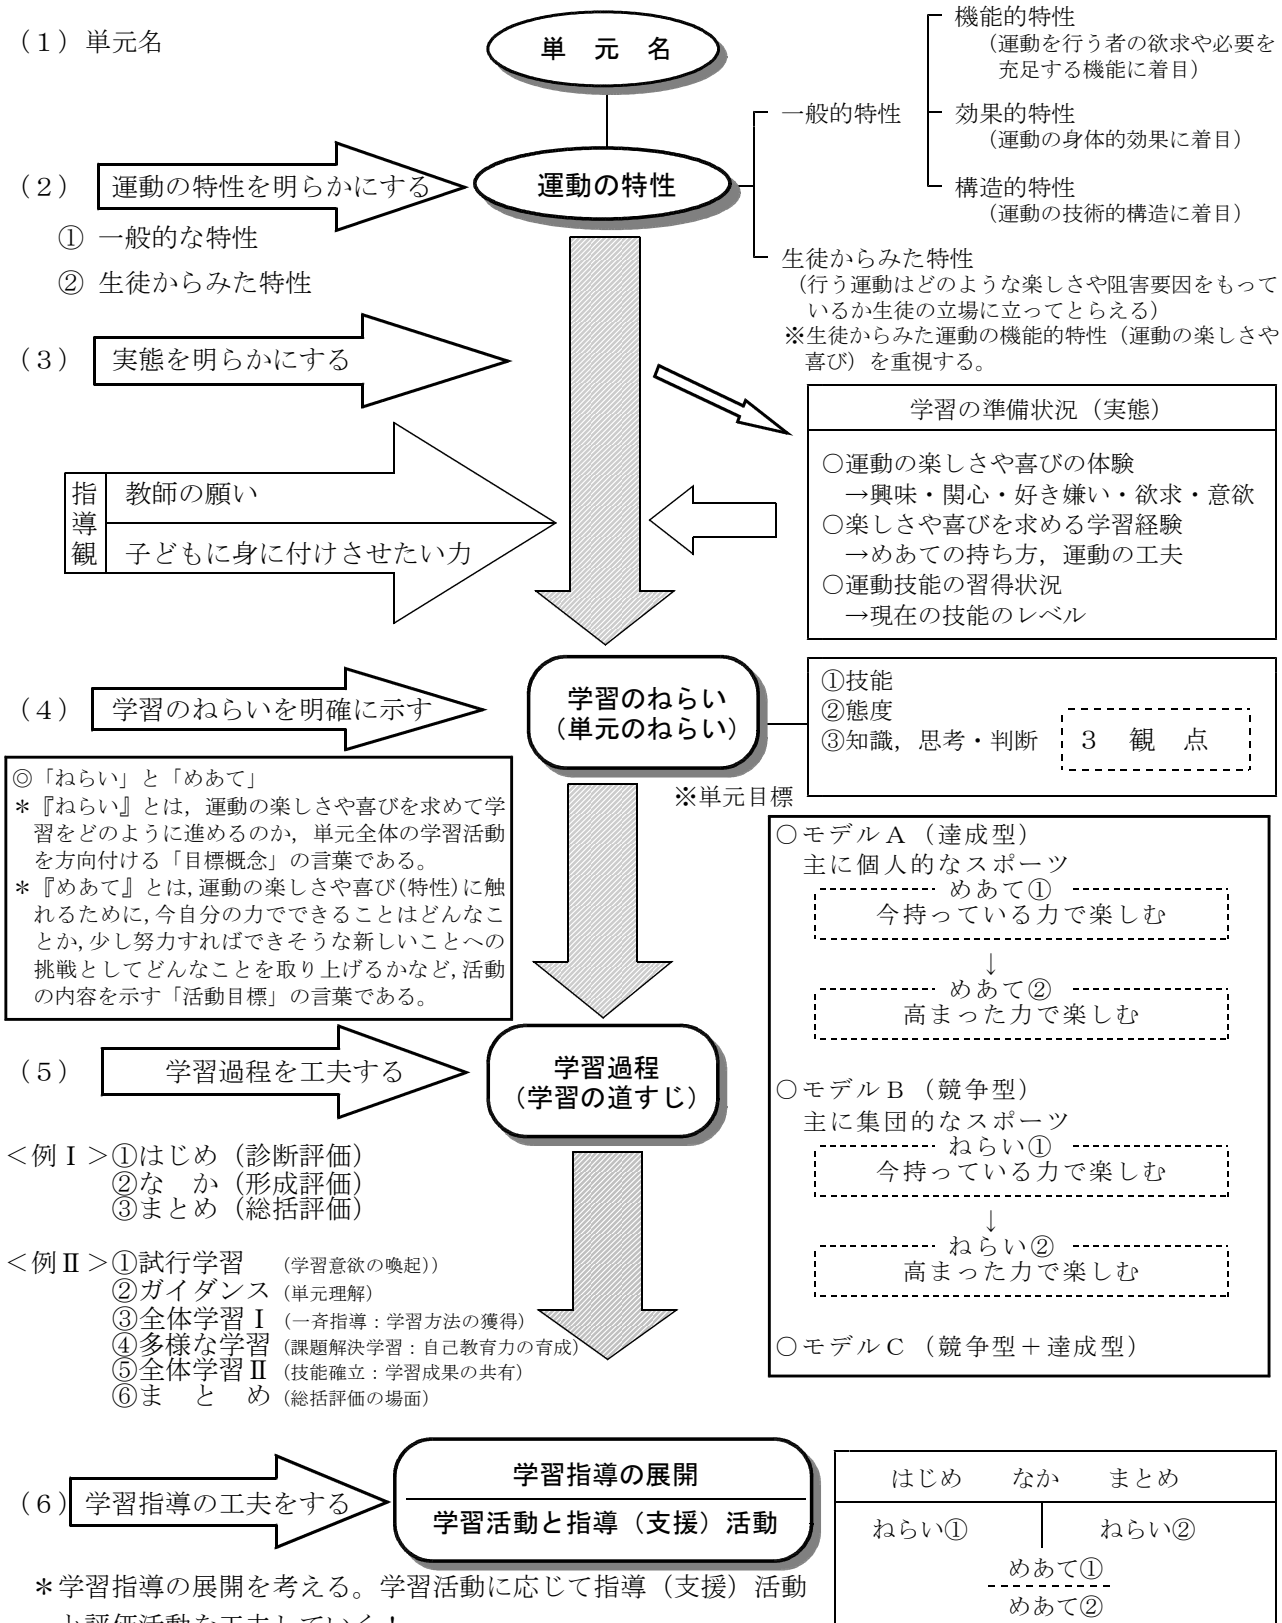 （１）単元名
単 元 名
機能的特性
（運動を行う者の欲求や必要を
充足する機能に着目）
一般的特性
効果的特性
（運動の身体的効果に着目）
構造的特性
（運動の技術的構造に着目）
（２）
運動の特性を明らかにする
運動の特性
① 一般的な特性
② 生徒からみた特性
生徒からみた特性
（行う運動はどのような楽しさや阻害要因をもって
いるか生徒の立場に立ってとらえる）
※生徒からみた運動の機能的特性（運動の楽しさや
喜び）を重視する。
（３）
実態を明らかにする
学習の準備状況（実態）
○運動の楽しさや喜びの体験
→興味・関心・好き嫌い・欲求・意欲
○楽しさや喜びを求める学習経験
→めあての持ち方，運動の工夫
○運動技能の習得状況
→現在の技能のレベル
指導観
教師の願い
子どもに身に付けさせたい力
（４）
学習のねらいを明確に示す
学習のねらい
（単元のねらい）
①技能
②態度
③知識，思考・判断
３ 観 点
※単元目標
◎「ねらい」と「めあて」
＊『ねらい』とは，運動の楽しさや喜びを求めて学
習をどのように進めるのか，単元全体の学習活動
を方向付ける「目標概念」の言葉である。
＊『めあて』とは，運動の楽しさや喜び（特性）に触
れるために，今自分の力でできることはどんなこ
とか，少し努力すればできそうな新しいことへの
挑戦としてどんなことを取り上げるかなど，活動
の内容を示す「活動目標」の言葉である。
○モデルＡ（達成型）
主に個人的なスポーツ
めあて①
今持っている力で楽しむ
↓
めあて②
高まった力で楽しむ
○モデルＢ（競争型）
主に集団的なスポーツ
ねらい①
今持っている力で楽しむ
↓
ねらい②
高まった力で楽しむ
○モデルＣ（競争型＋達成型）
（５）
学習過程を工夫する
学習過程
（学習の道すじ）
＜例Ⅰ＞①はじめ（診断評価）
②な か（形成評価）
③まとめ（総括評価）
＜例Ⅱ＞①試行学習 （学習意欲の喚起））
②ガイダンス（単元理解）
③全体学習Ⅰ（一斉指導：学習方法の獲得）
④多様な学習（課題解決学習：自己教育力の育成）
⑤全体学習Ⅱ（技能確立：学習成果の共有）
⑥ま と め（総括評価の場面）
（６）
学習指導の工夫をする
学習指導の展開
学習活動と指導（支援）活動
はじめ なか まとめ
ねらい① ねらい②
めあて①
めあて②
＊学習指導の展開を考える。学習活動に応じて指導（支援）活動
と評価活動を工夫していく！